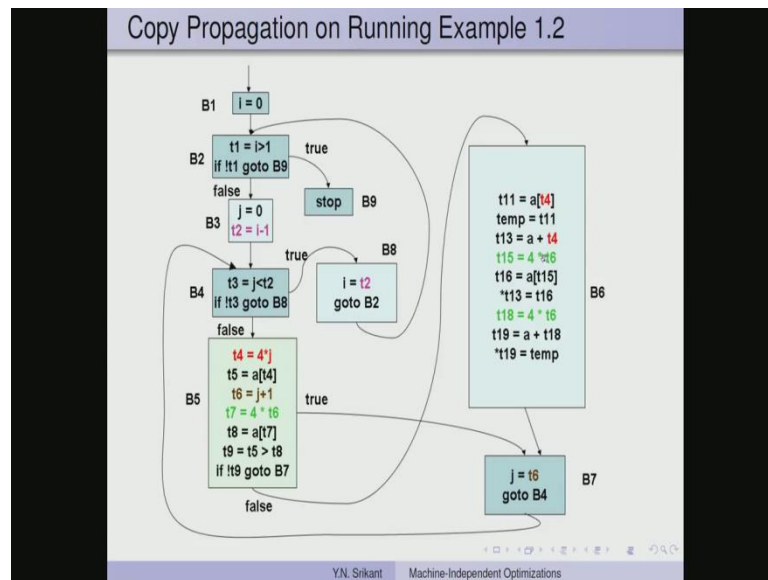 Copy Propagation on Running Example 1.2
B1
i = 0
B2
t1 = i>1
if !t1 goto B9
true
false
stop
B9
B3
j = 0
t2 = i-1
true
B8
B4
t3 = j<t2
if !t3 goto B8
i = t2
goto B2
false
B5
t4 = 4*j
t5 = a[t4]
t6 = j+1
t7 = 4 * t6
t8 = a[t7]
t9 = t5 > t8
if !t9 goto B7
true
false
t11 = a[t4]
temp = t11
t13 = a + t4
t15 = 4 * t6
t16 = a[t15]
*t13 = t16
t18 = 4 * t6
t19 = a + t18
*t19 = temp
B6
j = t6
goto B4
B7
Y.N. Srikant Machine-Independent Optimizations